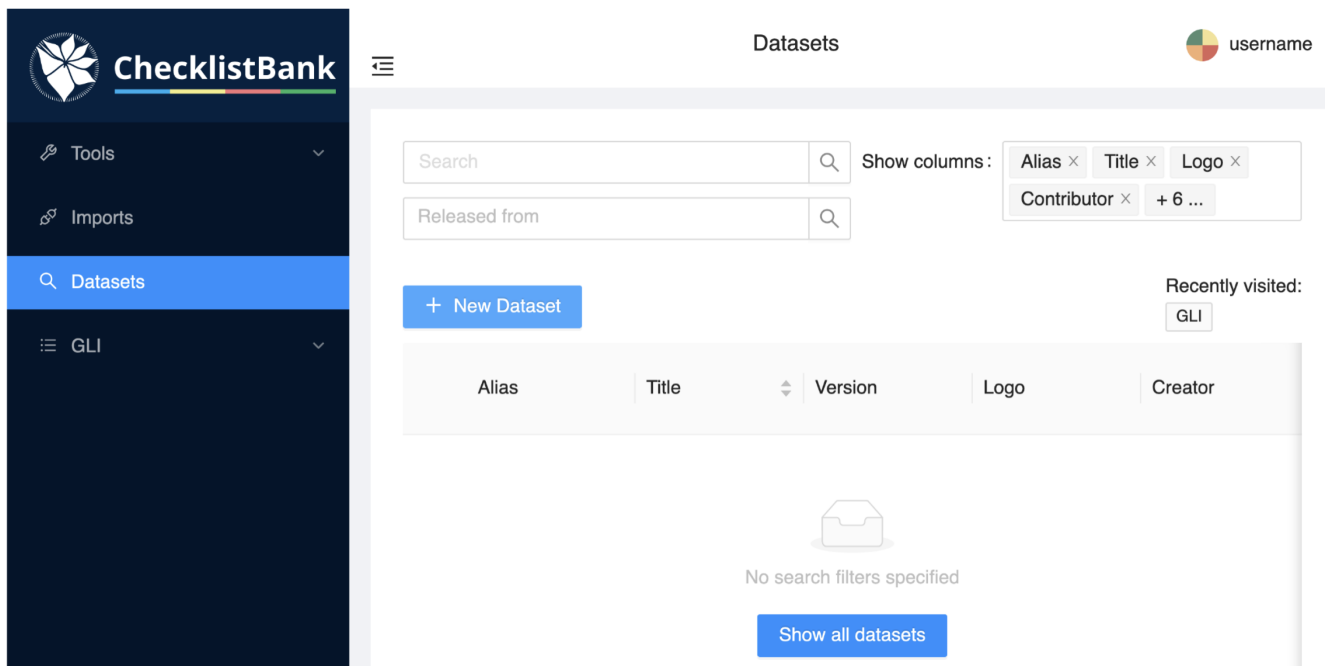 ChecklistBank
Datasets
username
Tools
Imports
Datasets
GLI
Search
Released from
Show columns:
Alias × Title × Logo ×
Contributor × + 6 ...
+ New Dataset
Recently visited:
GLI
Alias Title Version Logo Creator
No search filters specified
Show all datasets